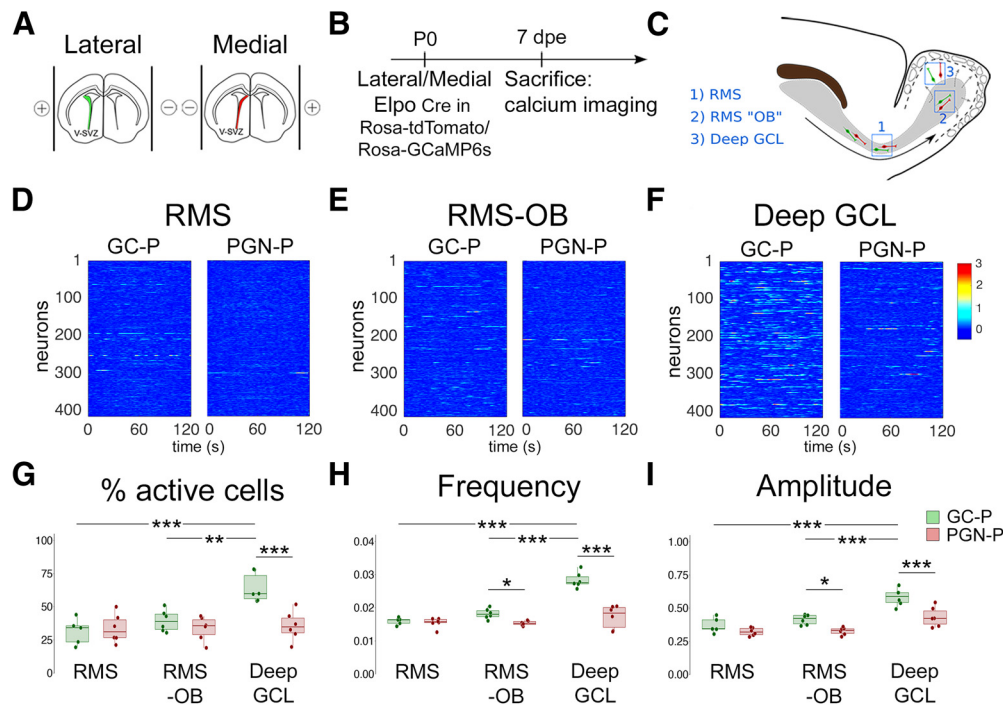 A
Lateral
Medial
+
−
−
+
V-SVZ
V-SVZ
B
P0
7 dpe
Lateral/Medial
Elpo Cre in
Rosa-tdTomato/
Rosa-GCaMP6s
Sacrifice:
calcium imaging
C
1) RMS
2) RMS "OB"
3) Deep GCL
1
2
3
D
RMS
GC-P
PGN-P
neurons
1
100
200
300
400
0
60
120
0
60
120
time (s)
E
RMS-OB
GC-P
PGN-P
1
100
200
300
400
0
60
120
0
60
120
time (s)
F
Deep GCL
GC-P
PGN-P
neurons
1
100
200
300
400
0
60
120
0
60
120
time (s)
3
2
1
0
G
% active cells
***
**
***
100
75
50
25
0
RMS
RMS
-OB
Deep
GCL
H
Frequency
***
***
***
*
0.04
0.03
0.02
0.01
0.00
RMS
RMS
-OB
Deep
GCL
I
Amplitude
***
***
***
*
1.00
0.75
0.50
0.25
0.00
RMS
RMS
-OB
Deep
GCL
GC-P
PGN-P